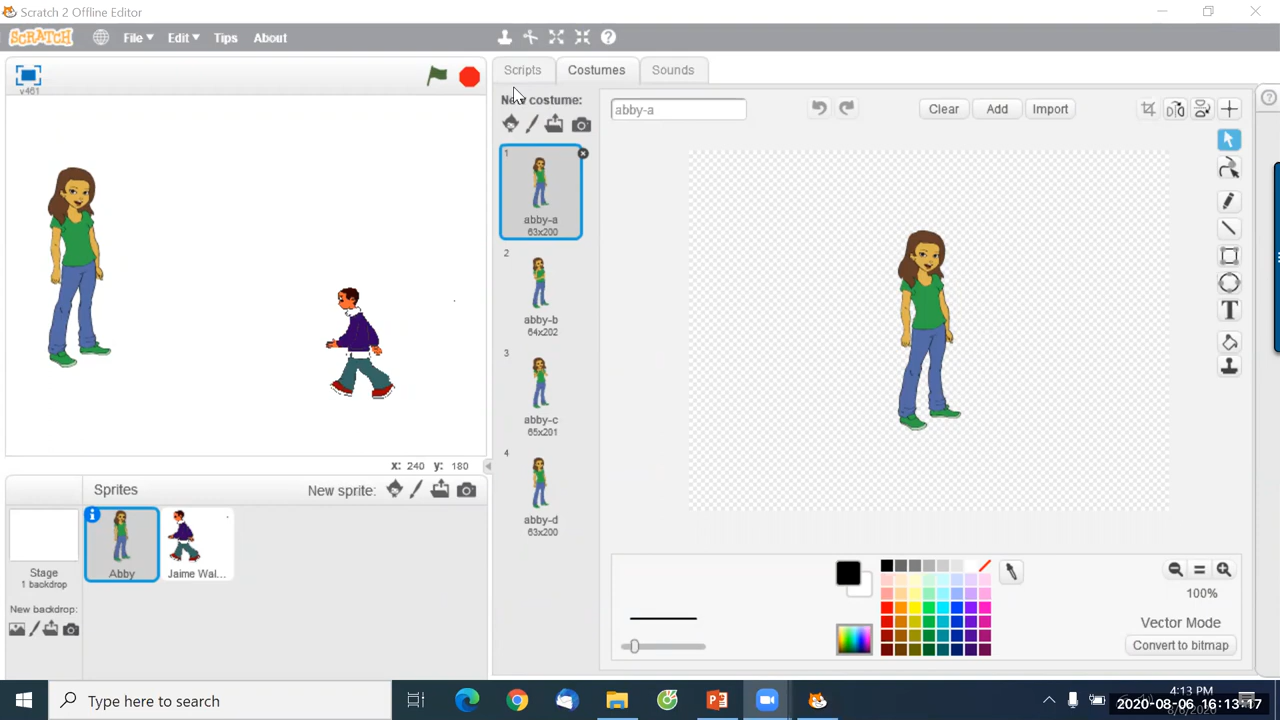 Scratch 2 Offline Editor
SCRATCH File Edit Tips About
v461
Scripts Costumes Sounds
New costume:
abby-a
Clear Add Import
1
abby-a
63x200
2
abby-b
64x202
3
abby-c
65x201
4
abby-d
63x200
x: 240 y: 180
Sprites New sprite:
Abby
Jaime Wal...
Stage
1 backdrop
New backdrop:
100%
Vector Mode
Convert to bitmap
Type here to search
4:13 PM
2020-08-06 16:13:17